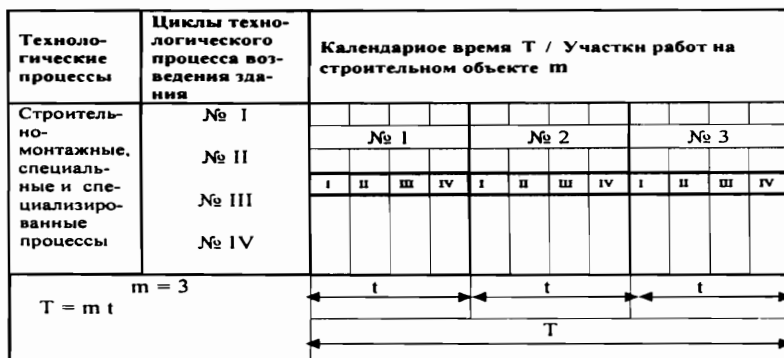 Техноло-
гические
процессы
Циклы техно-
логического
процесса воз-
ведения зда-
ния
Календарное время Т / Участки работ на
строительном объекте m
Строитель-
но-
монтажные,
специаль-
ные и спе-
циализиро-
ванные
процессы
№ I
№ II
№ III
№ IV
№ 1 № 2 № 3
I II III IV I II III IV I II III IV
m = 3
T = m t
t t t
T